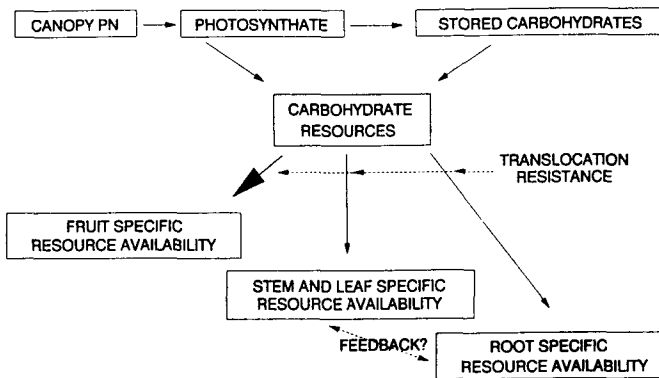 CANOPY PN
PHOTOSYNTHATE
STORED CARBOHYDRATES
CARBOHYDRATE
RESOURCES
TRANSLOCATION
RESISTANCE
FRUIT SPECIFIC
RESOURCE AVAILABILITY
STEM AND LEAF SPECIFIC
RESOURCE AVAILABILITY
FEEDBACK?
ROOT SPECIFIC
RESOURCE AVAILABILITY